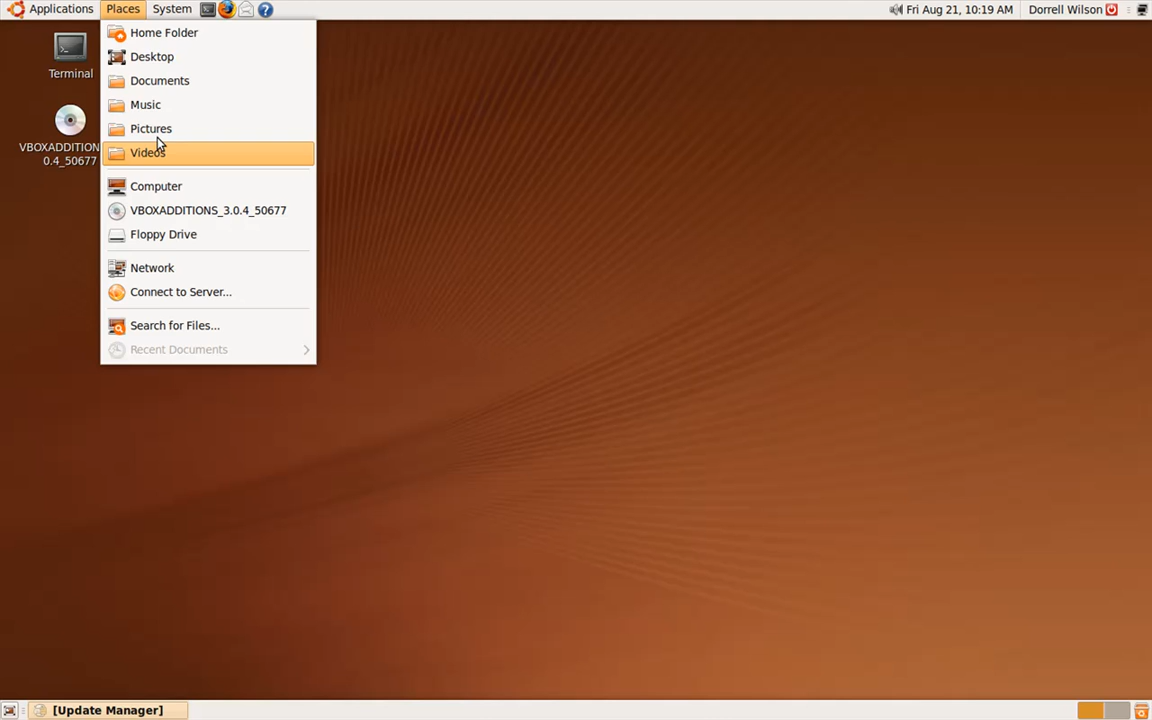 Applications Places System
Fri Aug 21, 10:19 AM Dorrell Wilson
Terminal
VBOXADDITION
0.4_50677
Home Folder
Desktop
Documents
Music
Pictures
Videos
Computer
VBOXADDITIONS_3.0.4_50677
Floppy Drive
Network
Connect to Server...
Search for Files...
Recent Documents
[Update Manager]